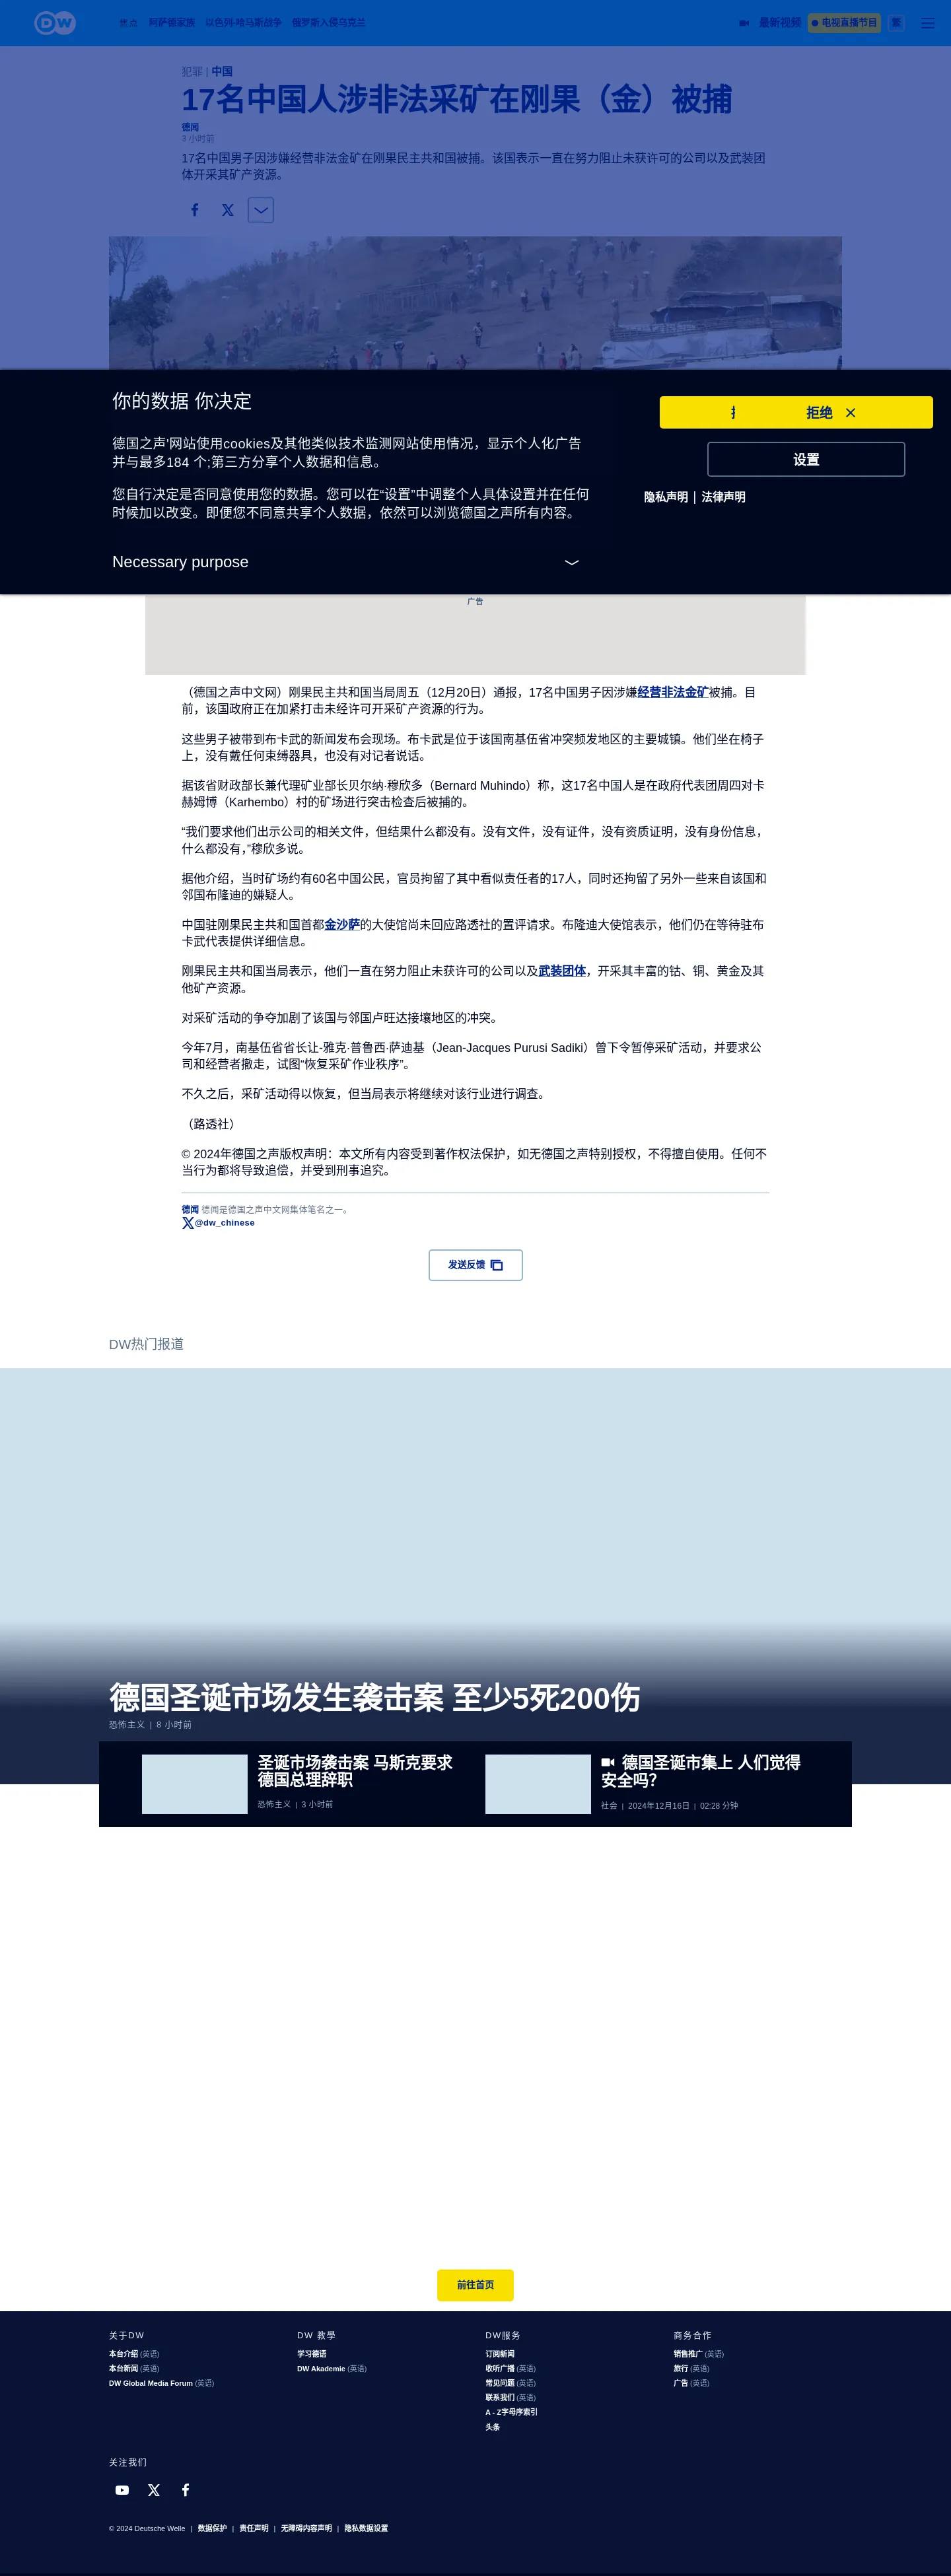 DW
焦点 阿萨德家族 以色列-哈马斯战争 俄罗斯入侵乌克兰 最新视频 电视直播节目 繁
犯罪 | 中国
17名中国人涉非法采矿在刚果（金）被捕
德闻
3 小时前
17名中国男子因涉嫌经营非法金矿在刚果民主共和国被捕。该国表示一直在努力阻止未获许可的公司以及武装团
体开采其矿产资源。
你的数据 你决定
德国之声'网站使用cookies及其他类似技术监测网站使用情况，显示个人化广告
并与最多184 个;第三方分享个人数据和信息。
您自行决定是否同意使用您的数据。您可以在“设置”中调整个人具体设置并在任何
时候加以改变。即便您不同意共享个人数据，依然可以浏览德国之声所有内容。
Necessary purpose
拒绝
设置
隐私声明 | 法律声明
广告
（德国之声中文网）刚果民主共和国当局周五（12月20日）通报，17名中国男子因涉嫌经营非法金矿被捕。目
前，该国政府正在加紧打击未经许可开采矿产资源的行为。
这些男子被带到布卡武的新闻发布会现场。布卡武是位于该国南基伍省冲突频发地区的主要城镇。他们坐在椅子
上，没有戴任何束缚器具，也没有对记者说话。
据该省财政部长兼代理矿业部长贝尔纳·穆欣多（Bernard Muhindo）称，这17名中国人是在政府代表团周四对卡
赫姆博（Karhembo）村的矿场进行突击检查后被捕的。
“我们要求他们出示公司的相关文件，但结果什么都没有。没有文件，没有证件，没有资质证明，没有身份信息，
什么都没有，”穆欣多说。
据他介绍，当时矿场约有60名中国公民，官员拘留了其中看似责任者的17人，同时还拘留了另外一些来自该国和
邻国布隆迪的嫌疑人。
中国驻刚果民主共和国首都金沙萨的大使馆尚未回应路透社的置评请求。布隆迪大使馆表示，他们仍在等待驻布
卡武代表提供详细信息。
刚果民主共和国当局表示，他们一直在努力阻止未获许可的公司以及武装团体，开采其丰富的钴、铜、黄金及其
他矿产资源。
对采矿活动的争夺加剧了该国与邻国卢旺达接壤地区的冲突。
今年7月，南基伍省省长让-雅克·普鲁西·萨迪基（Jean-Jacques Purusi Sadiki）曾下令暂停采矿活动，并要求公
司和经营者撤走，试图“恢复采矿作业秩序”。
不久之后，采矿活动得以恢复，但当局表示将继续对该行业进行调查。
（路透社）
© 2024年德国之声版权声明：本文所有内容受到著作权法保护，如无德国之声特别授权，不得擅自使用。任何不
当行为都将导致追偿，并受到刑事追究。
德闻 德闻是德国之声中文网集体笔名之一。
@dw_chinese
发送反馈
DW热门报道
德国圣诞市场发生袭击案 至少5死200伤
恐怖主义 | 8 小时前
圣诞市场袭击案 马斯克要求
德国总理辞职
恐怖主义 | 3 小时前
德国圣诞市集上 人们觉得
安全吗？
社会 | 2024年12月16日 | 02:28 分钟
前往首页
关于DW
本台介绍 (英语)
本台新闻 (英语)
DW Global Media Forum (英语)
DW 教學
学习德语
DW Akademie (英语)
DW服务
订阅新闻
收听广播 (英语)
常见问题 (英语)
联系我们 (英语)
A - Z字母序索引
头条
商务合作
销售推广 (英语)
旅行 (英语)
广告 (英语)
关注我们
© 2024 Deutsche Welle | 数据保护 | 责任声明 | 无障碍内容声明 | 隐私数据设置